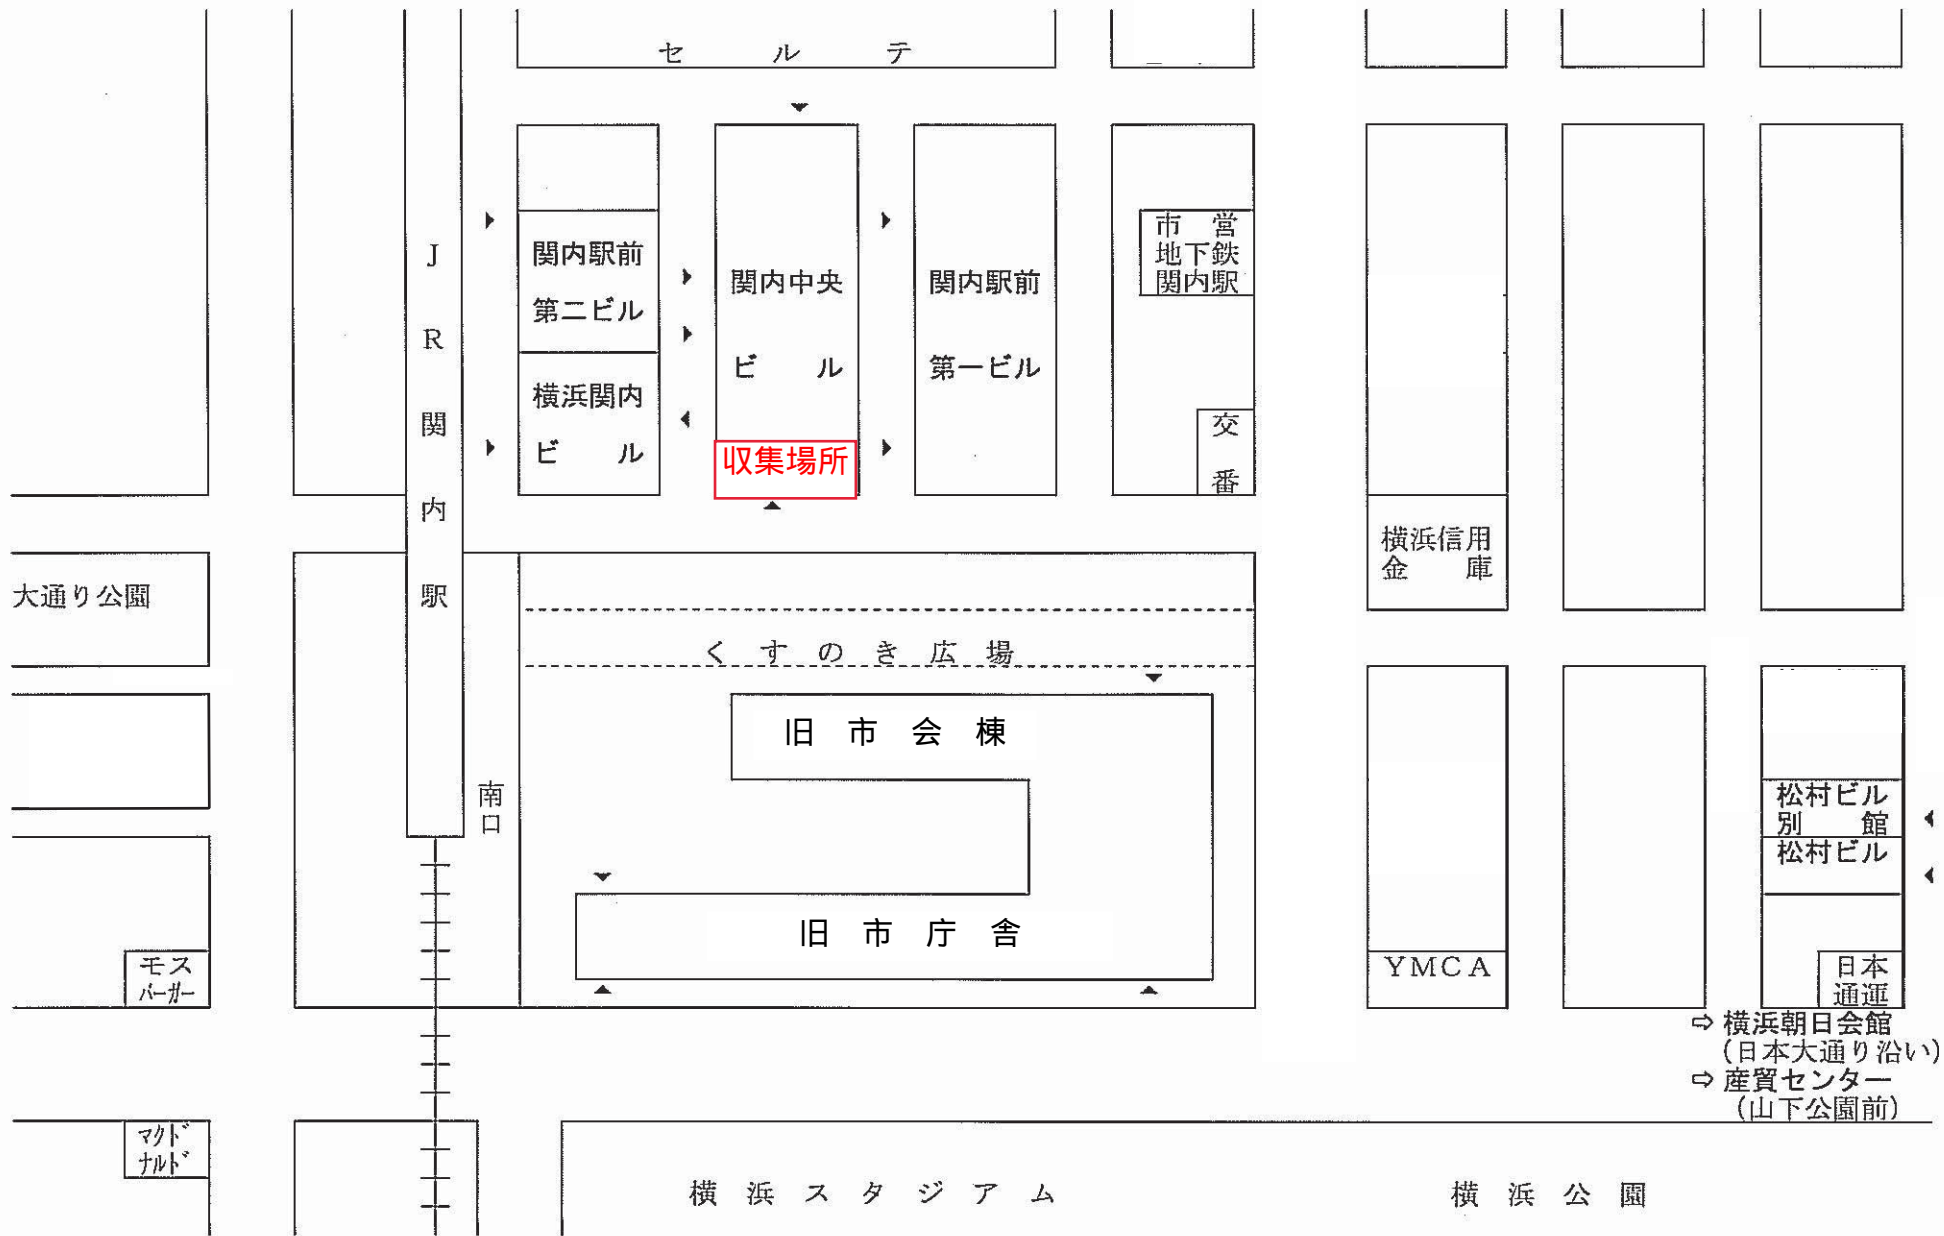 セルテ
JR関内駅
関内駅前
第二ビル
横浜関内
ビル
関内中央
ビル
収集場所
関内駅前
第一ビル
市営
地下鉄
関内駅
交番
横浜信用
金庫
大通り公園
くすのき広場
旧市会棟
旧市庁舎
南口
松村ビル
別館
松村ビル
モス
バーガー
YMCA
日本
通運
⇨ 横浜朝日会館
(日本大通り沿い)
⇨ 産貿センター
(山下公園前)
マクド
ナルド
横浜スタジアム
横浜公園